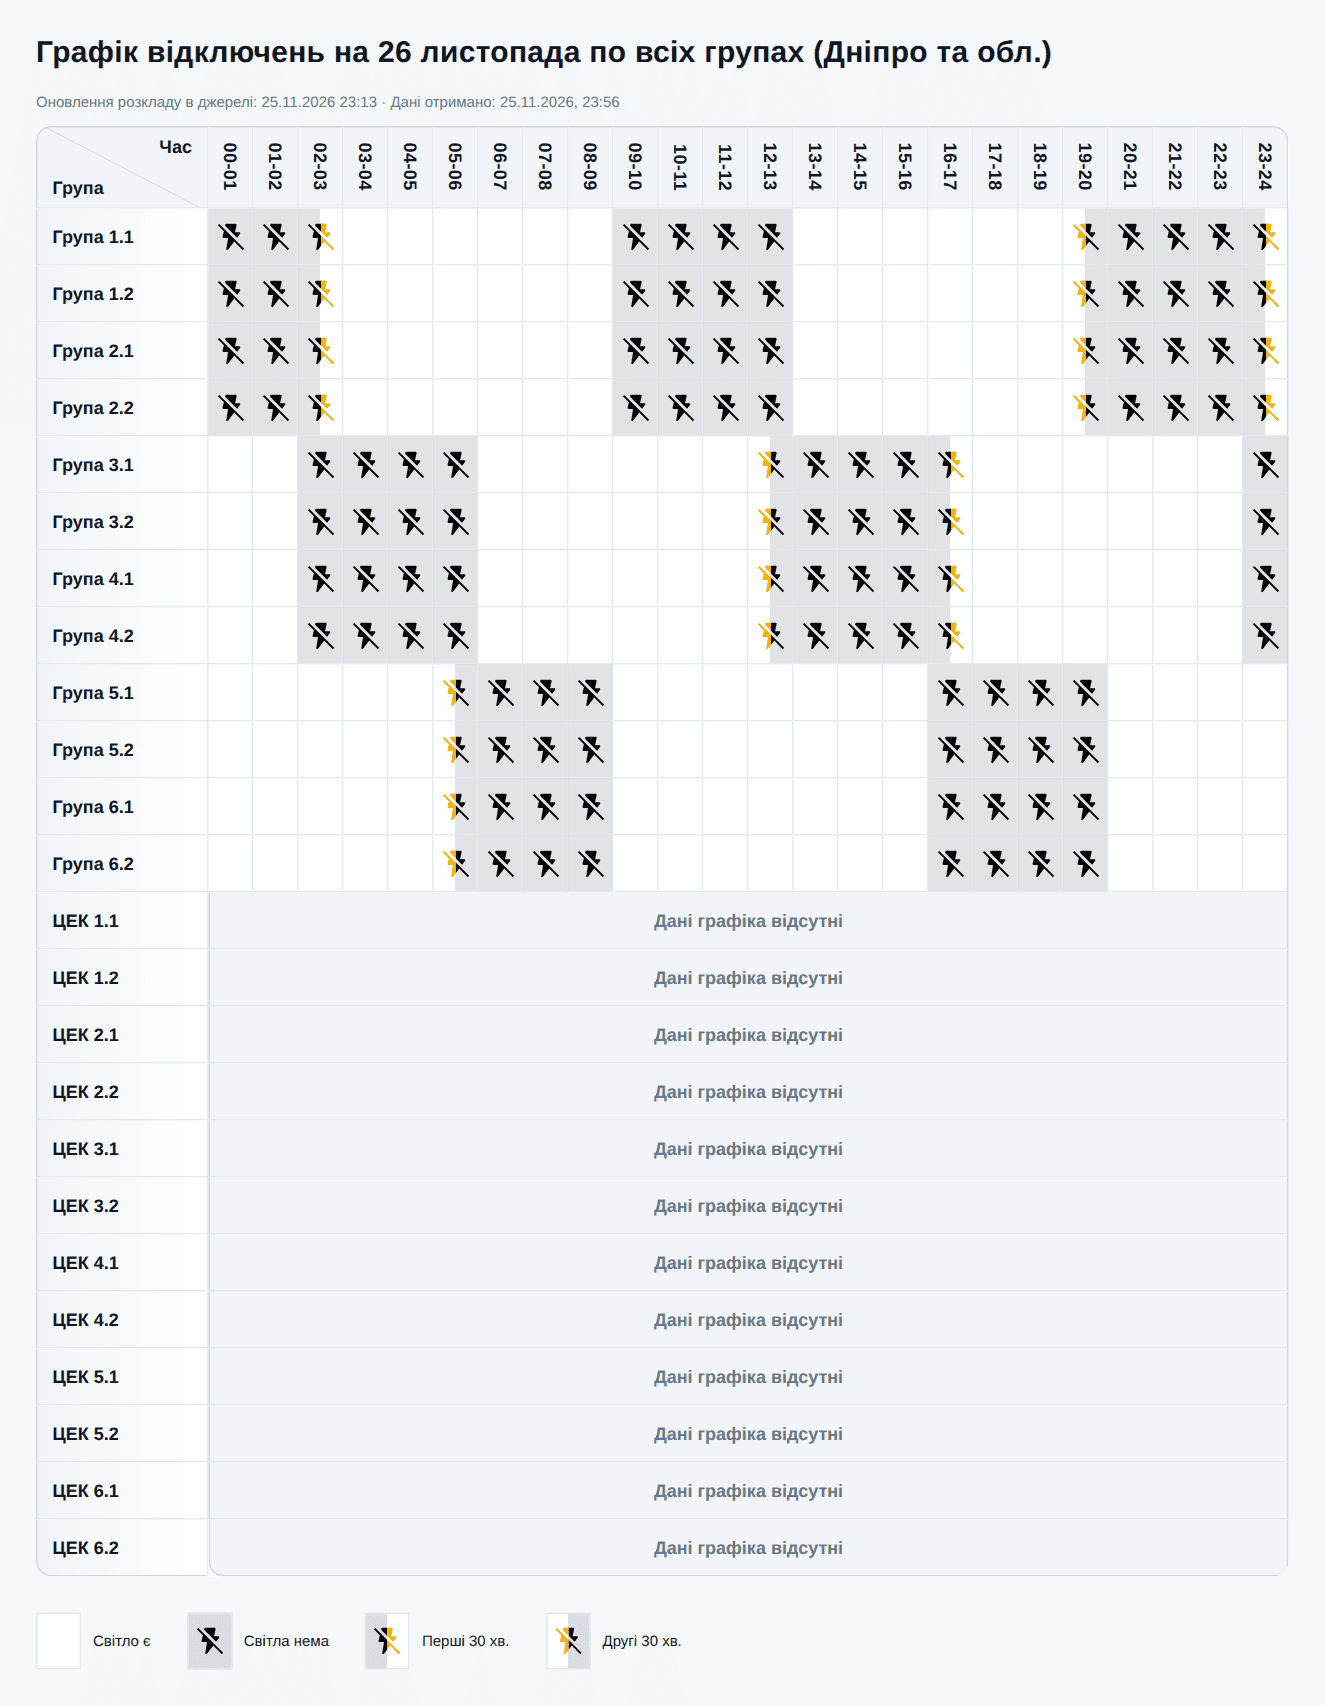 Графік відключень на 26 листопада по всіх групах (Дніпро та обл.)
Оновлення розкладу в джерелі: 25.11.2026 23:13 · Дані отримано: 25.11.2026, 23:56
Час
Група
00-01
01-02
02-03
03-04
04-05
05-06
06-07
07-08
08-09
09-10
10-11
11-12
12-13
13-14
14-15
15-16
16-17
17-18
18-19
19-20
20-21
21-22
22-23
23-24
Група 1.1
Група 1.2
Група 2.1
Група 2.2
Група 3.1
Група 3.2
Група 4.1
Група 4.2
Група 5.1
Група 5.2
Група 6.1
Група 6.2
ЦЕК 1.1 Дані графіка відсутні
ЦЕК 1.2 Дані графіка відсутні
ЦЕК 2.1 Дані графіка відсутні
ЦЕК 2.2 Дані графіка відсутні
ЦЕК 3.1 Дані графіка відсутні
ЦЕК 3.2 Дані графіка відсутні
ЦЕК 4.1 Дані графіка відсутні
ЦЕК 4.2 Дані графіка відсутні
ЦЕК 5.1 Дані графіка відсутні
ЦЕК 5.2 Дані графіка відсутні
ЦЕК 6.1 Дані графіка відсутні
ЦЕК 6.2 Дані графіка відсутні
Світло є
Світла нема
Перші 30 хв.
Другі 30 хв.